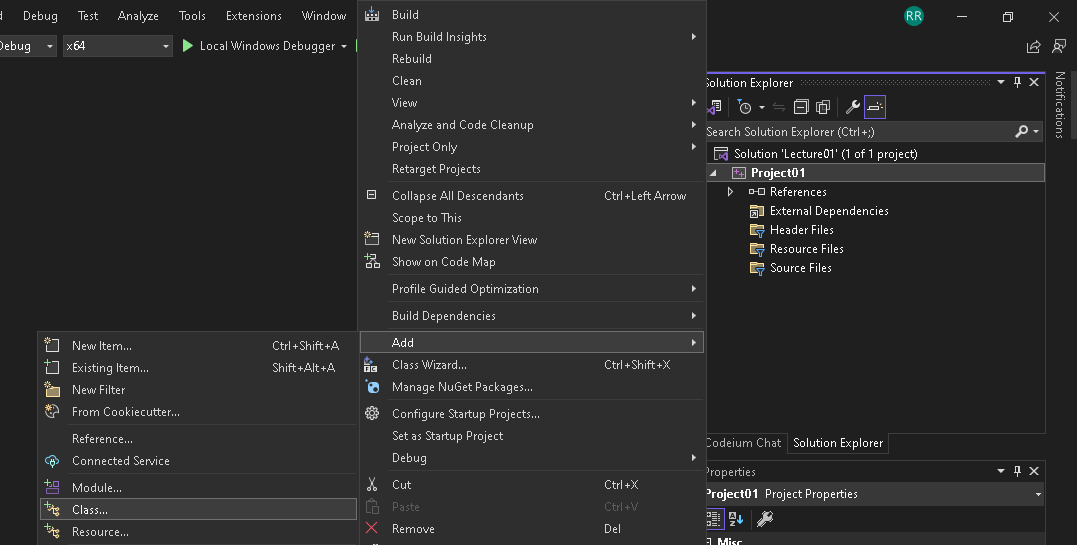 Debug Test Analyze Tools Extensions Window
RR
Debug x64 Local Windows Debugger
Build
Run Build Insights
Rebuild
Clean
View
Analyze and Code Cleanup
Project Only
Retarget Projects
Collapse All Descendants Ctrl+Left Arrow
Scope to This
New Solution Explorer View
Show on Code Map
Profile Guided Optimization
Build Dependencies
Add
Class Wizard... Ctrl+Shift+X
Manage NuGet Packages...
Configure Startup Projects...
Set as Startup Project
Debug
Cut Ctrl+X
Paste Ctrl+V
Remove Del
New Item... Ctrl+Shift+A
Existing Item... Shift+Alt+A
New Filter
From Cookiecutter...
Reference...
Connected Service
Module...
Class...
Resource...
Solution Explorer
Search Solution Explorer (Ctrl+;)
Solution 'Lecture01' (1 of 1 project)
Project01
References
External Dependencies
Header Files
Resource Files
Source Files
Codeium Chat Solution Explorer
Properties
Project01 Project Properties
Misc
Notifications